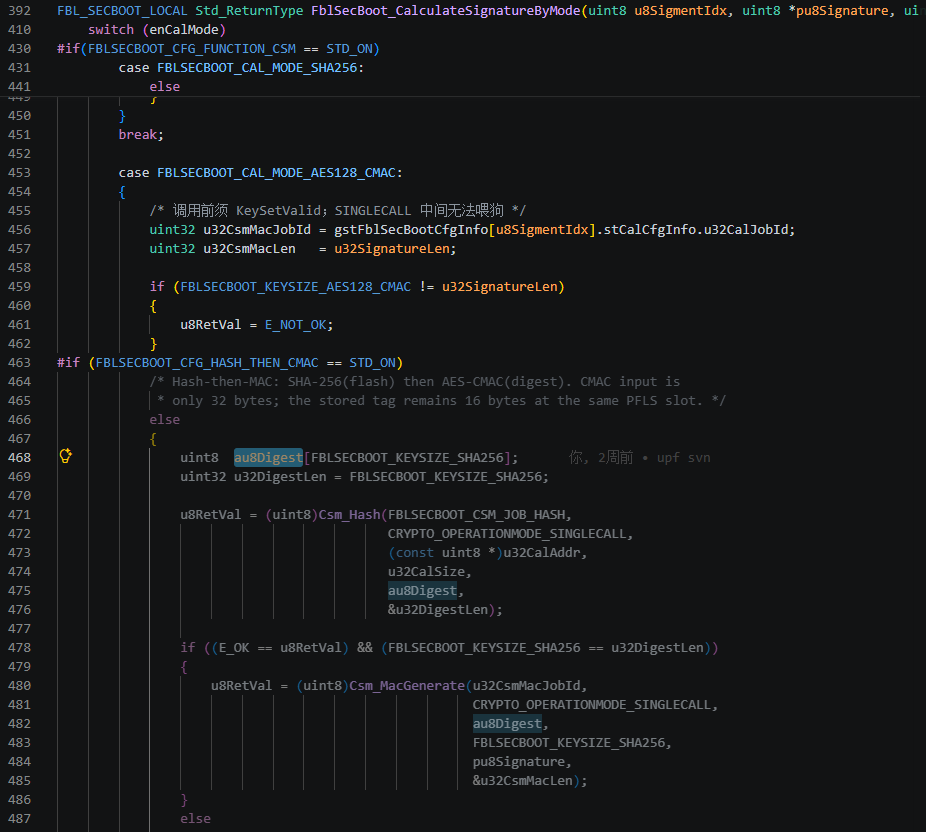 392 FBL_SECBOOT_LOCAL Std_ReturnType FblSecBoot_CalculateSignatureByMode(uint8 u8SigmentIdx, uint8 *pu8Signature, ui
410 switch (enCalMode)
430 #if(FBLSECBOOT_CFG_FUNCTION_CSM == STD_ON)
431 case FBLSECBOOT_CAL_MODE_SHA256:
441 else
449 }
450 }
451 break;
452
453 case FBLSECBOOT_CAL_MODE_AES128_CMAC:
454 {
455 /* 调用前须 KeySetValid；SINGLECALL 中间无法喂狗 */
456 uint32 u32CsmMacJobId = gstFblSecBootCfgInfo[u8SigmentIdx].stCalCfgInfo.u32CalJobId;
457 uint32 u32CsmMacLen   = u32SignatureLen;
458
459 if (FBLSECBOOT_KEYSIZE_AES128_CMAC != u32SignatureLen)
460 {
461 u8RetVal = E_NOT_OK;
462 }
463 #if (FBLSECBOOT_CFG_HASH_THEN_CMAC == STD_ON)
464 /* Hash-then-MAC: SHA-256(flash) then AES-CMAC(digest). CMAC input is
465 * only 32 bytes; the stored tag remains 16 bytes at the same PFLS slot. */
466 else
467 {
468 uint8  au8Digest[FBLSECBOOT_KEYSIZE_SHA256]; 你, 2周前 • upf svn
469 uint32 u32DigestLen = FBLSECBOOT_KEYSIZE_SHA256;
470
471 u8RetVal = (uint8)Csm_Hash(FBLSECBOOT_CSM_JOB_HASH,
472 CRYPTO_OPERATIONMODE_SINGLECALL,
473 (const uint8 *)u32CalAddr,
474 u32CalSize,
475 au8Digest,
476 &u32DigestLen);
477
478 if ((E_OK == u8RetVal) && (FBLSECBOOT_KEYSIZE_SHA256 == u32DigestLen))
479 {
480 u8RetVal = (uint8)Csm_MacGenerate(u32CsmMacJobId,
481 CRYPTO_OPERATIONMODE_SINGLECALL,
482 au8Digest,
483 FBLSECBOOT_KEYSIZE_SHA256,
484 pu8Signature,
485 &u32CsmMacLen);
486 }
487 else